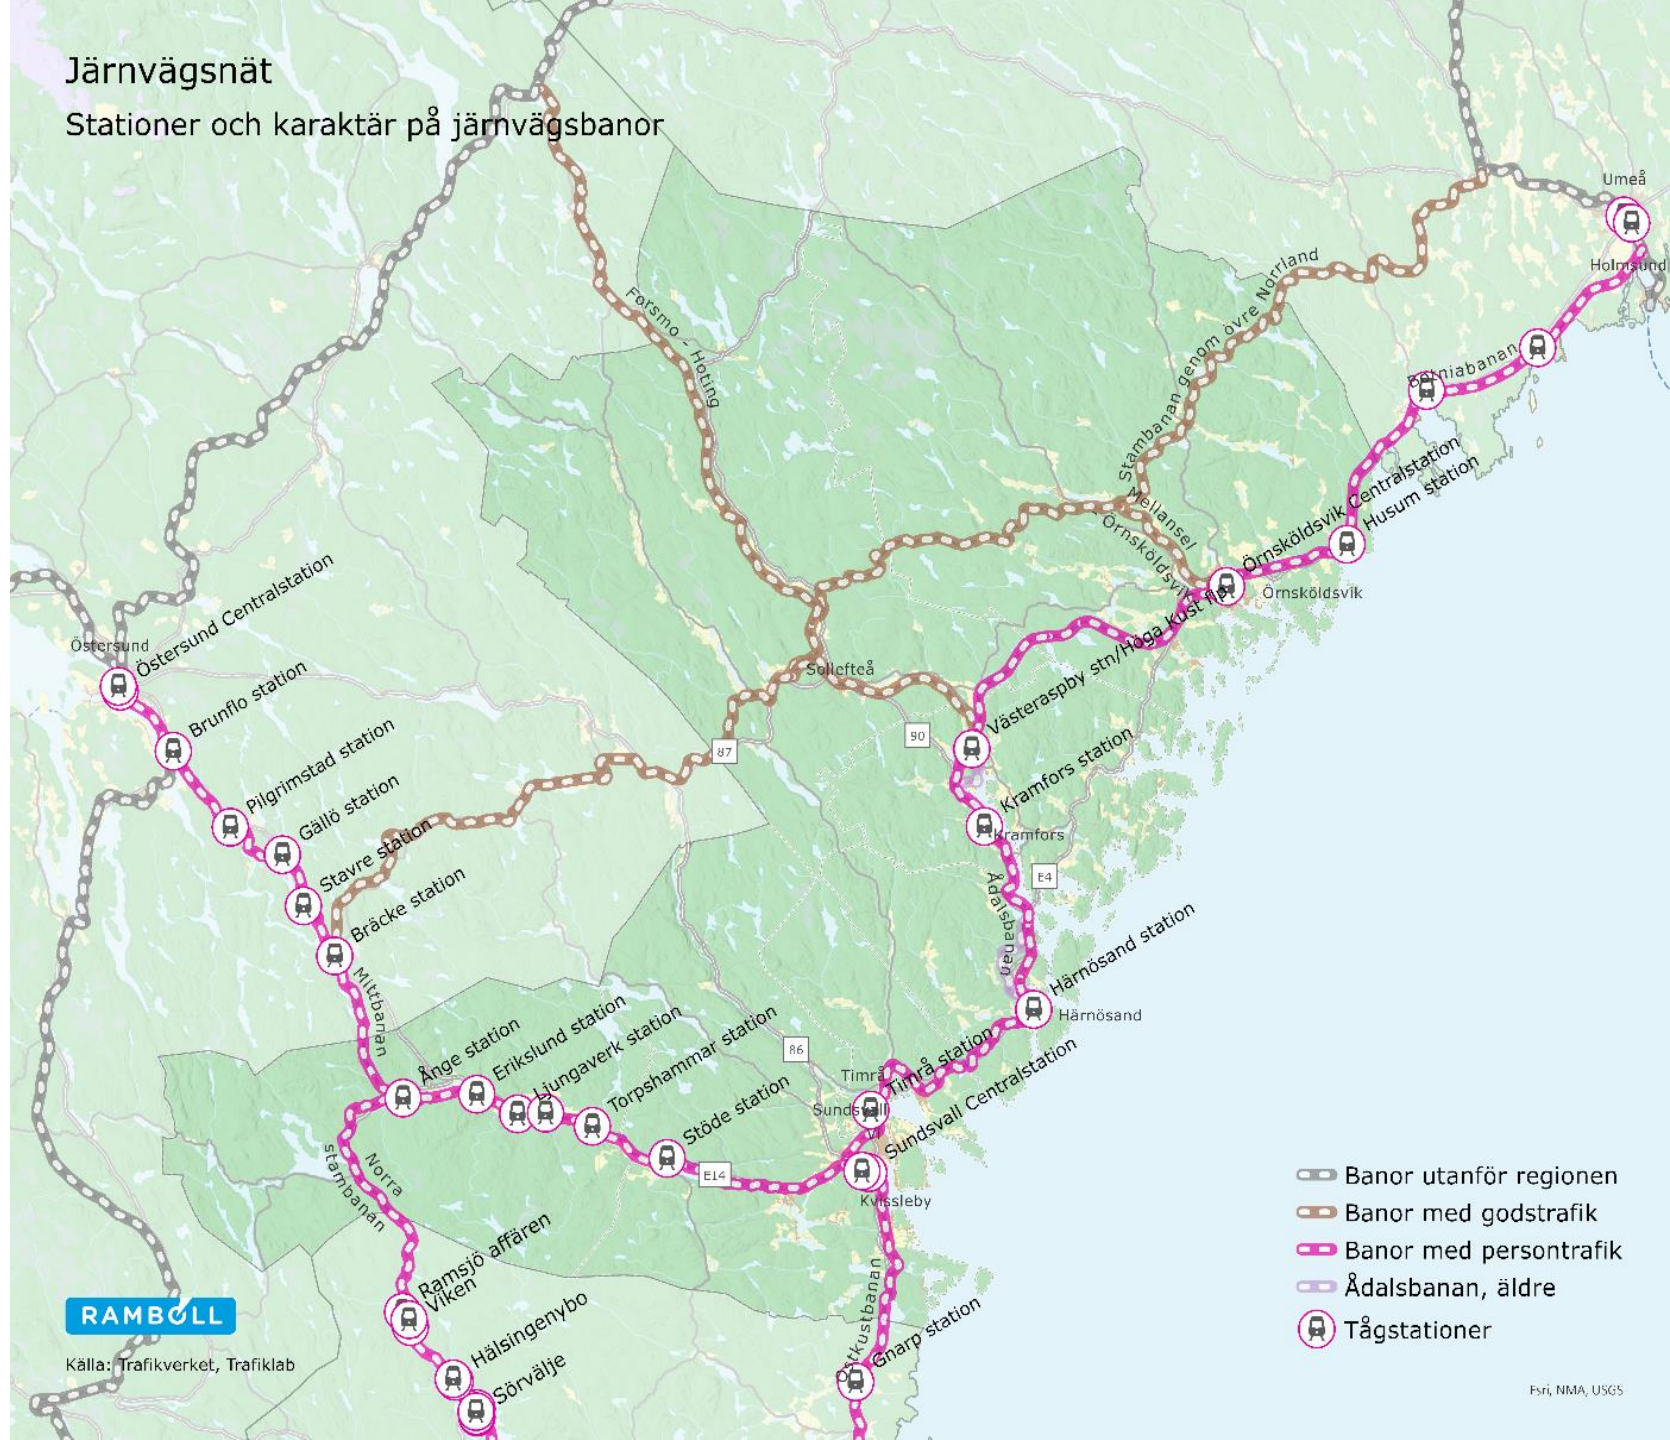 Järnvägsnät
Stationer och karaktär på järnvägsbanor
Umeå
Holmsund
Forsmo - Hoting
Stambanan genom övre Norrland
Botniabanan
Mellansel
- Örnsköldsvik
Örnsköldsvik Centralstation
Husum station
Örnsköldsvik
Östersund
Östersund Centralstation
Brunflo station
Sollefteå
Västeraspby stn/Höga Kust flp
90
87
Pilgrimstad station
Gällö station
Kramfors station
Kramfors
Stavre station
E4
Bräcke station
Ådalsbanan
Härnösand station
Härnösand
Mittbanan
Ånge station
Erikslund station
Ljungaverk station
Torpshammar station
86
Timrå
Timrå station
Sundsvall
Sundsvall Centralstation
Stöde station
E14
Norra
stambanan
Kvissleby
Ramsjö affären
Viken
Hälsingenybo
Sörvälje
Ostkustbanan
Gnarp station
Banor utanför regionen
Banor med godstrafik
Banor med persontrafik
Ådalsbanan, äldre
Tågstationer
RAMBOLL
Källa: Trafikverket, Trafiklab
Esri, NMA, USGS